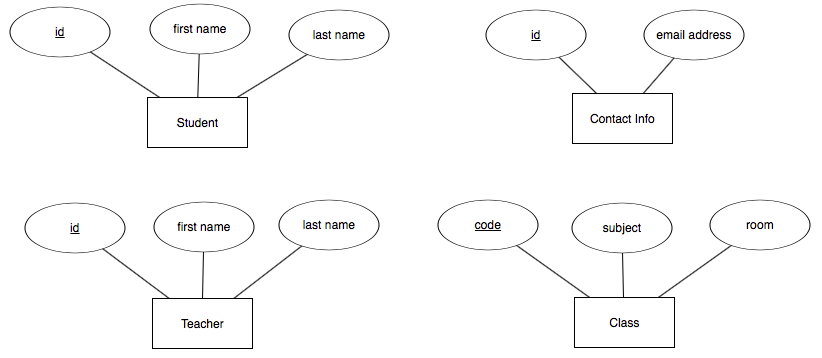 id
first name
last name
Student
id
email address
Contact Info
id
first name
last name
Teacher
code
subject
room
Class